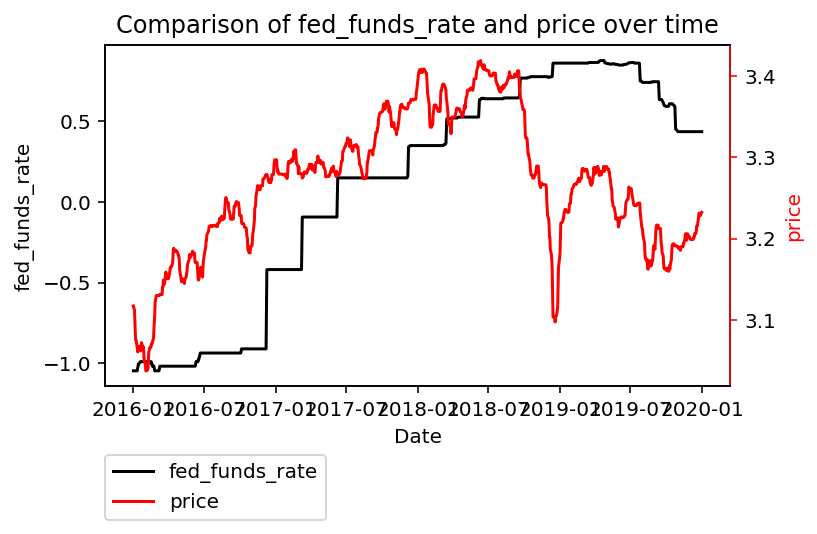 Comparison of fed_funds_rate and price over time
fed_funds_rate
0.5
0.0
−0.5
−1.0
3.4
3.3
3.2
3.1
price
2016-01 2016-07 2017-01 2017-07 2018-01 2018-07 2019-01 2019-07 2020-01
Date
fed_funds_rate
price